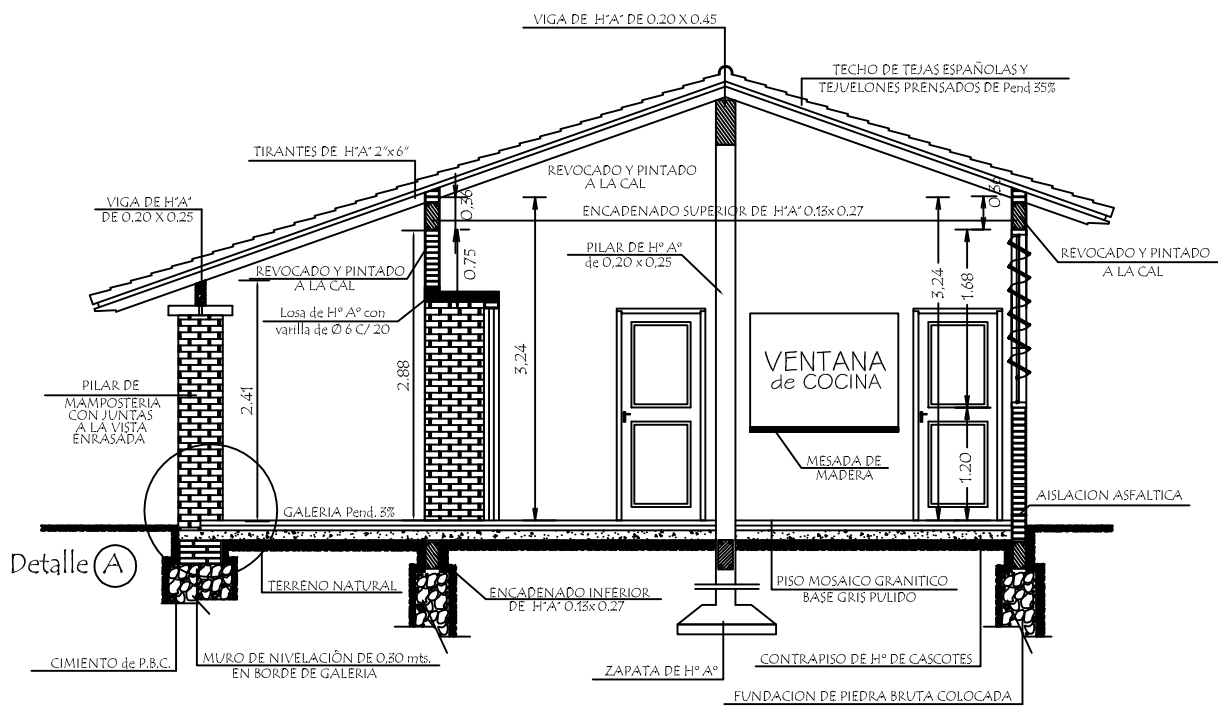 VIGA DE H°A° DE 0.20 X 0.45
TECHO DE TEJAS ESPAÑOLAS Y
TEJUELONES PRENSADOS DE Pend 35%
TIRANTES DE H°A° 2"x 6"
REVOCADO Y PINTADO
A LA CAL
VIGA DE H°A°
DE 0.20 X 0.25
0,36
0,36
ENCADENADO SUPERIOR DE H°A° 0.13x 0.27
PILAR DE H° A°
de 0,20 x 0,25
REVOCADO Y PINTADO
A LA CAL
REVOCADO Y PINTADO
A LA CAL
0.75
Losa de H° A° con
varilla de Ø 6 C/ 20
3,24
1.68
2.41
2.88
3,24
VENTANA
de COCINA
PILAR DE
MAMPOSTERIA
CON JUNTAS
A LA VISTA
ENRASADA
MESADA DE
MADERA
1.20
AISLACION ASFALTICA
GALERIA Pend. 3%
Detalle A
TERRENO NATURAL
ENCADENADO INFERIOR
DE H°A° 0.13x 0.27
PISO MOSAICO GRANITICO
BASE GRIS PULIDO
CIMIENTO de P.B.C.
MURO DE NIVELACIÓN DE 0,30 mts.
EN BORDE DE GALERIA
ZAPATA DE H° A°
CONTRAPISO DE H° DE CASCOTES
FUNDACION DE PIEDRA BRUTA COLOCADA